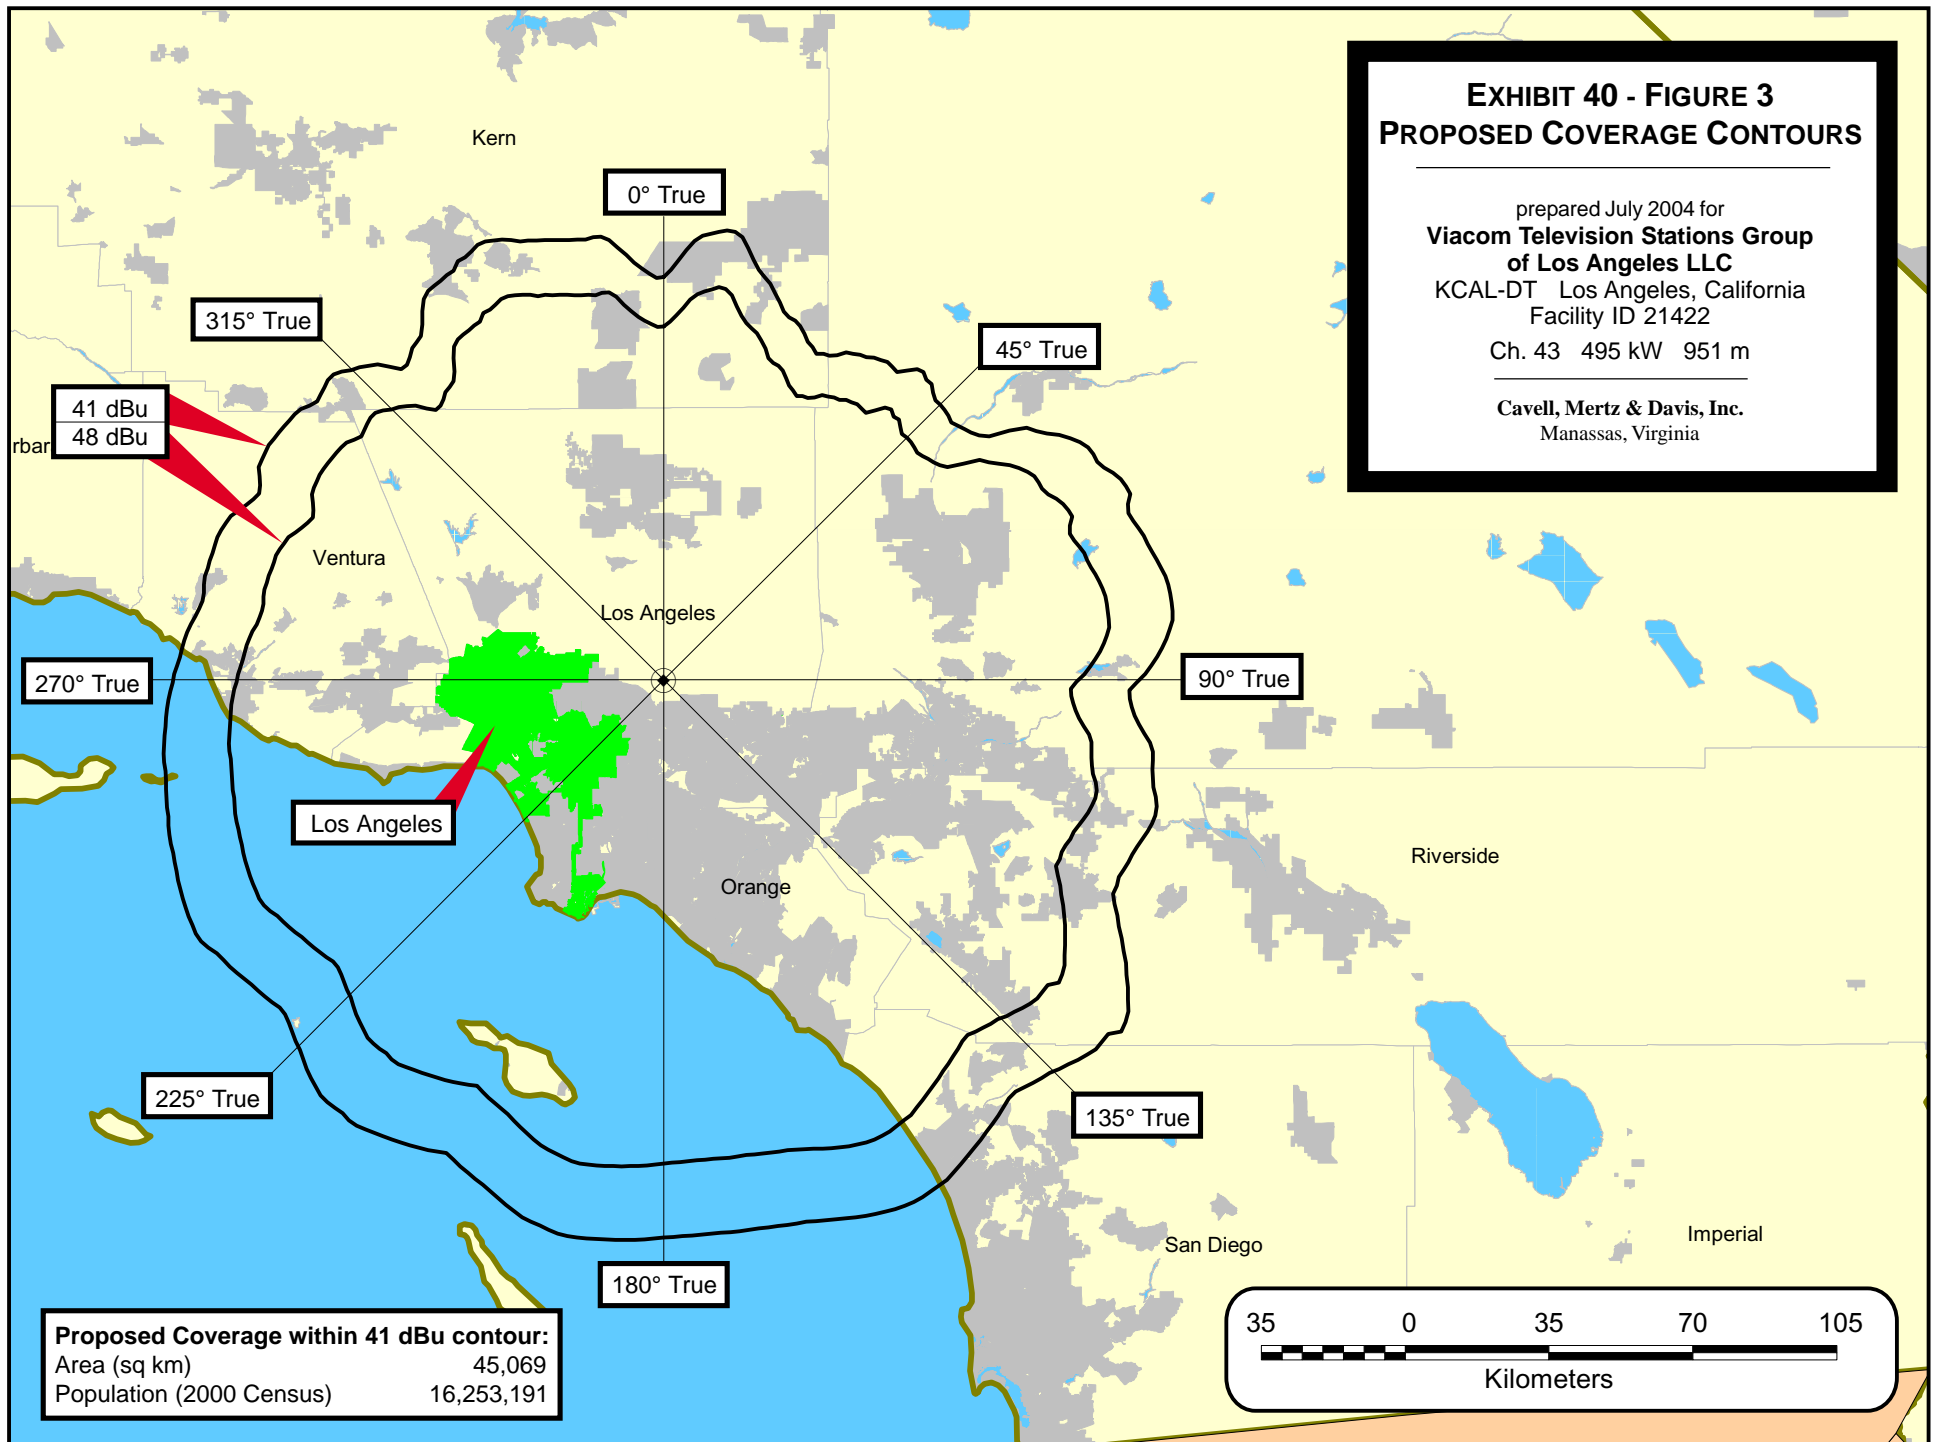 EXHIBIT 40 - FIGURE 3
PROPOSED COVERAGE CONTOURS
prepared July 2004 for
Viacom Television Stations Group
of Los Angeles LLC
KCAL-DT Los Angeles, California
Facility ID 21422
Ch. 43 495 kW 951 m
Cavell, Mertz & Davis, Inc.
Manassas, Virginia
Kern
0° True
315° True
45° True
41 dBu
48 dBu
rbar
Ventura
Los Angeles
270° True
90° True
Los Angeles
Riverside
Orange
225° True
135° True
San Diego
Imperial
180° True
Proposed Coverage within 41 dBu contour:
Area (sq km) 45,069
Population (2000 Census) 16,253,191
35 0 35 70 105
Kilometers